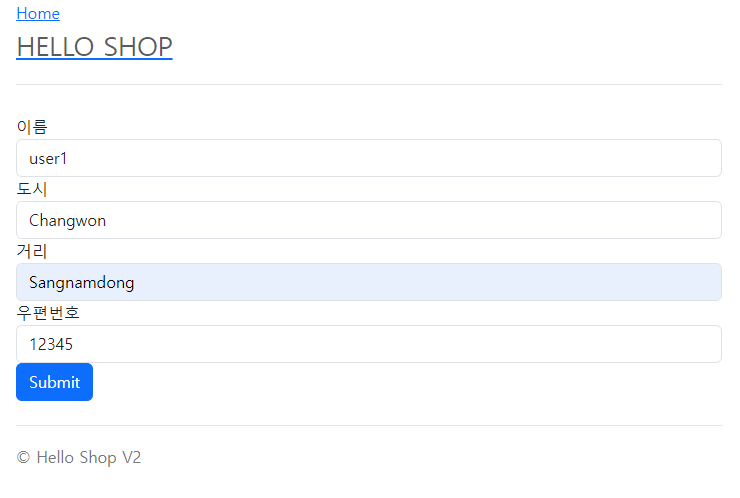 Home
HELLO SHOP
이름
user1
도시
Changwon
거리
Sangnamdong
우편번호
12345
Submit
© Hello Shop V2